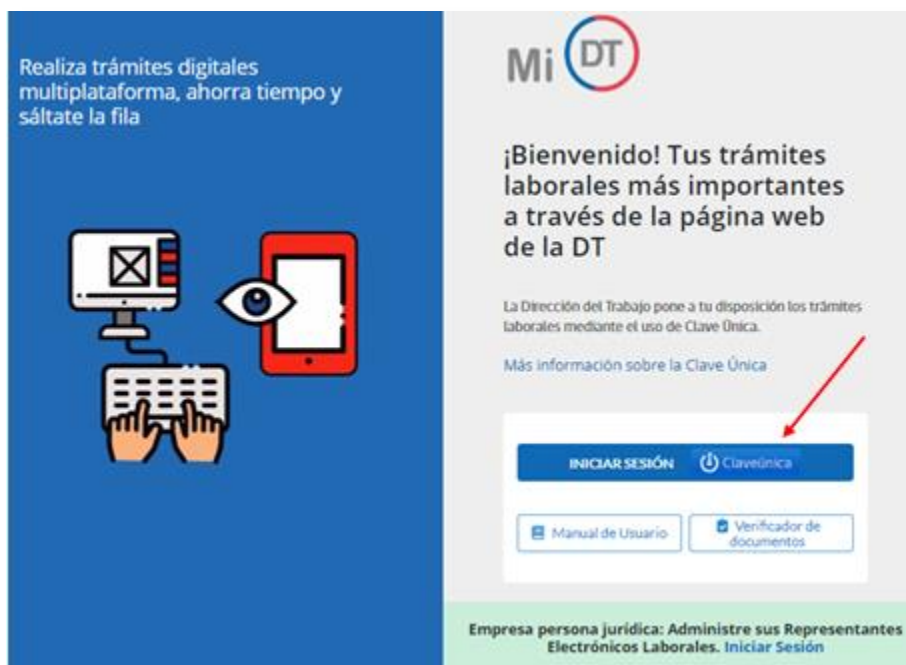 Realiza trámites digitales
multiplataforma, ahorra tiempo y
sáltate la fila
Mi DT
¡Bienvenido! Tus trámites
laborales más importantes
a través de la página web
de la DT
La Dirección del Trabajo pone a tu disposición los trámites
laborales mediante el uso de Clave Única.
Más información sobre la Clave Única
INICIAR SESIÓN ClaveÚnica
Manual de Usuario
Verificador de
documentos
Empresa persona jurídica: Administre sus Representantes
Electrónicos Laborales. Iniciar Sesión